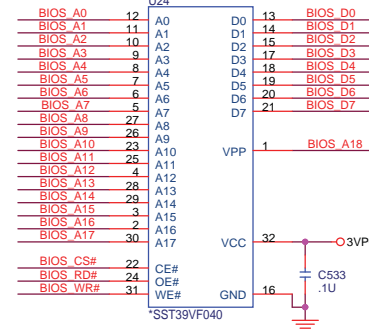 U24
BIOS_A0 12 A0 D0 13 BIOS_D0
BIOS_A1 11 A1 D1 14 BIOS_D1
BIOS_A2 10 A2 D2 15 BIOS_D2
BIOS_A3 9 A3 D3 17 BIOS_D3
BIOS_A4 8 A4 D4 18 BIOS_D4
BIOS_A5 7 A5 D5 19 BIOS_D5
BIOS_A6 6 A6 D6 20 BIOS_D6
BIOS_A7 5 A7 D7 21 BIOS_D7
BIOS_A8 27 A8
BIOS_A9 26 A9
BIOS_A10 23 A10 VPP 1 BIOS_A18
BIOS_A11 25 A11
BIOS_A12 4 A12
BIOS_A13 28 A13
BIOS_A14 29 A14
BIOS_A15 3 A15
BIOS_A16 2 A16
BIOS_A17 30 A17 VCC 32 3VP
BIOS_CS# 22 CE#
BIOS_RD# 24 OE# C533
BIOS_WR# 31 WE# GND 16 .1U
*SST39VF040